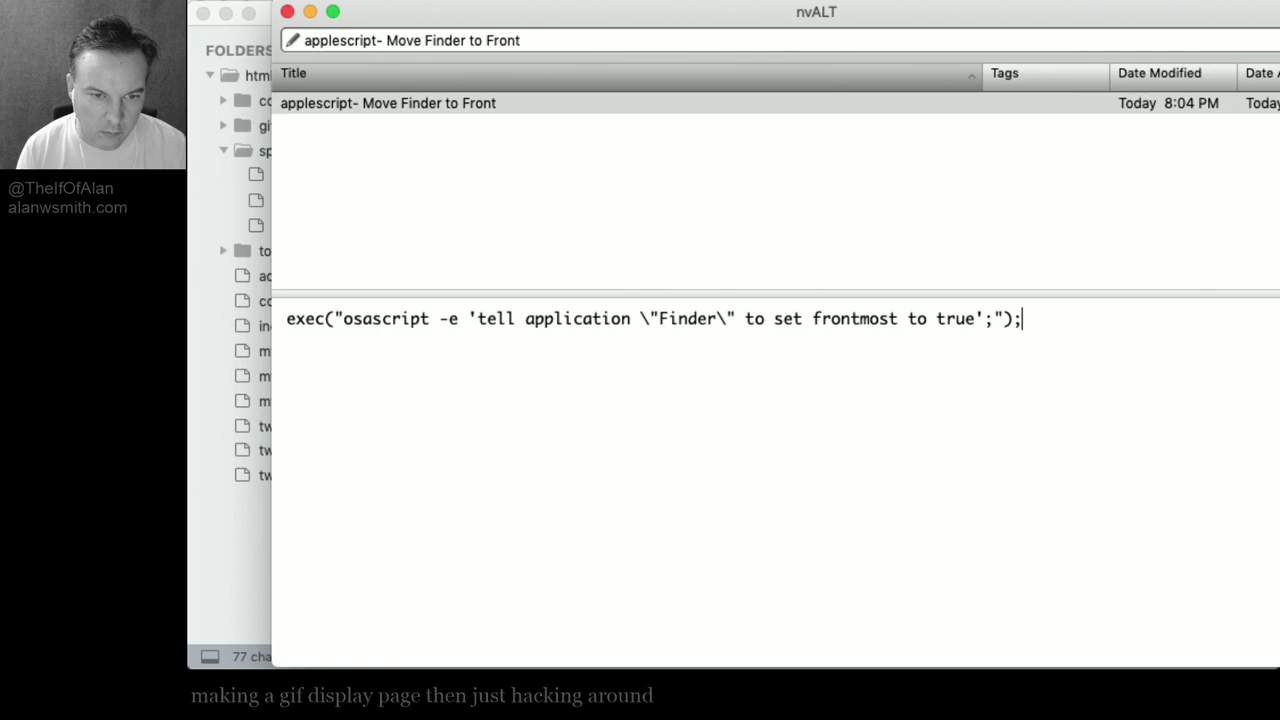 nvALT
applescript- Move Finder to Front
FOLDERS
Title
Tags
Date Modified
Date
applescript- Move Finder to Front
Today 8:04 PM
Today
@TheIfOfAlan
alanwsmith.com
exec("osascript -e 'tell application \"Finder\" to set frontmost to true';");
77 cha
making a gif display page then just hacking around